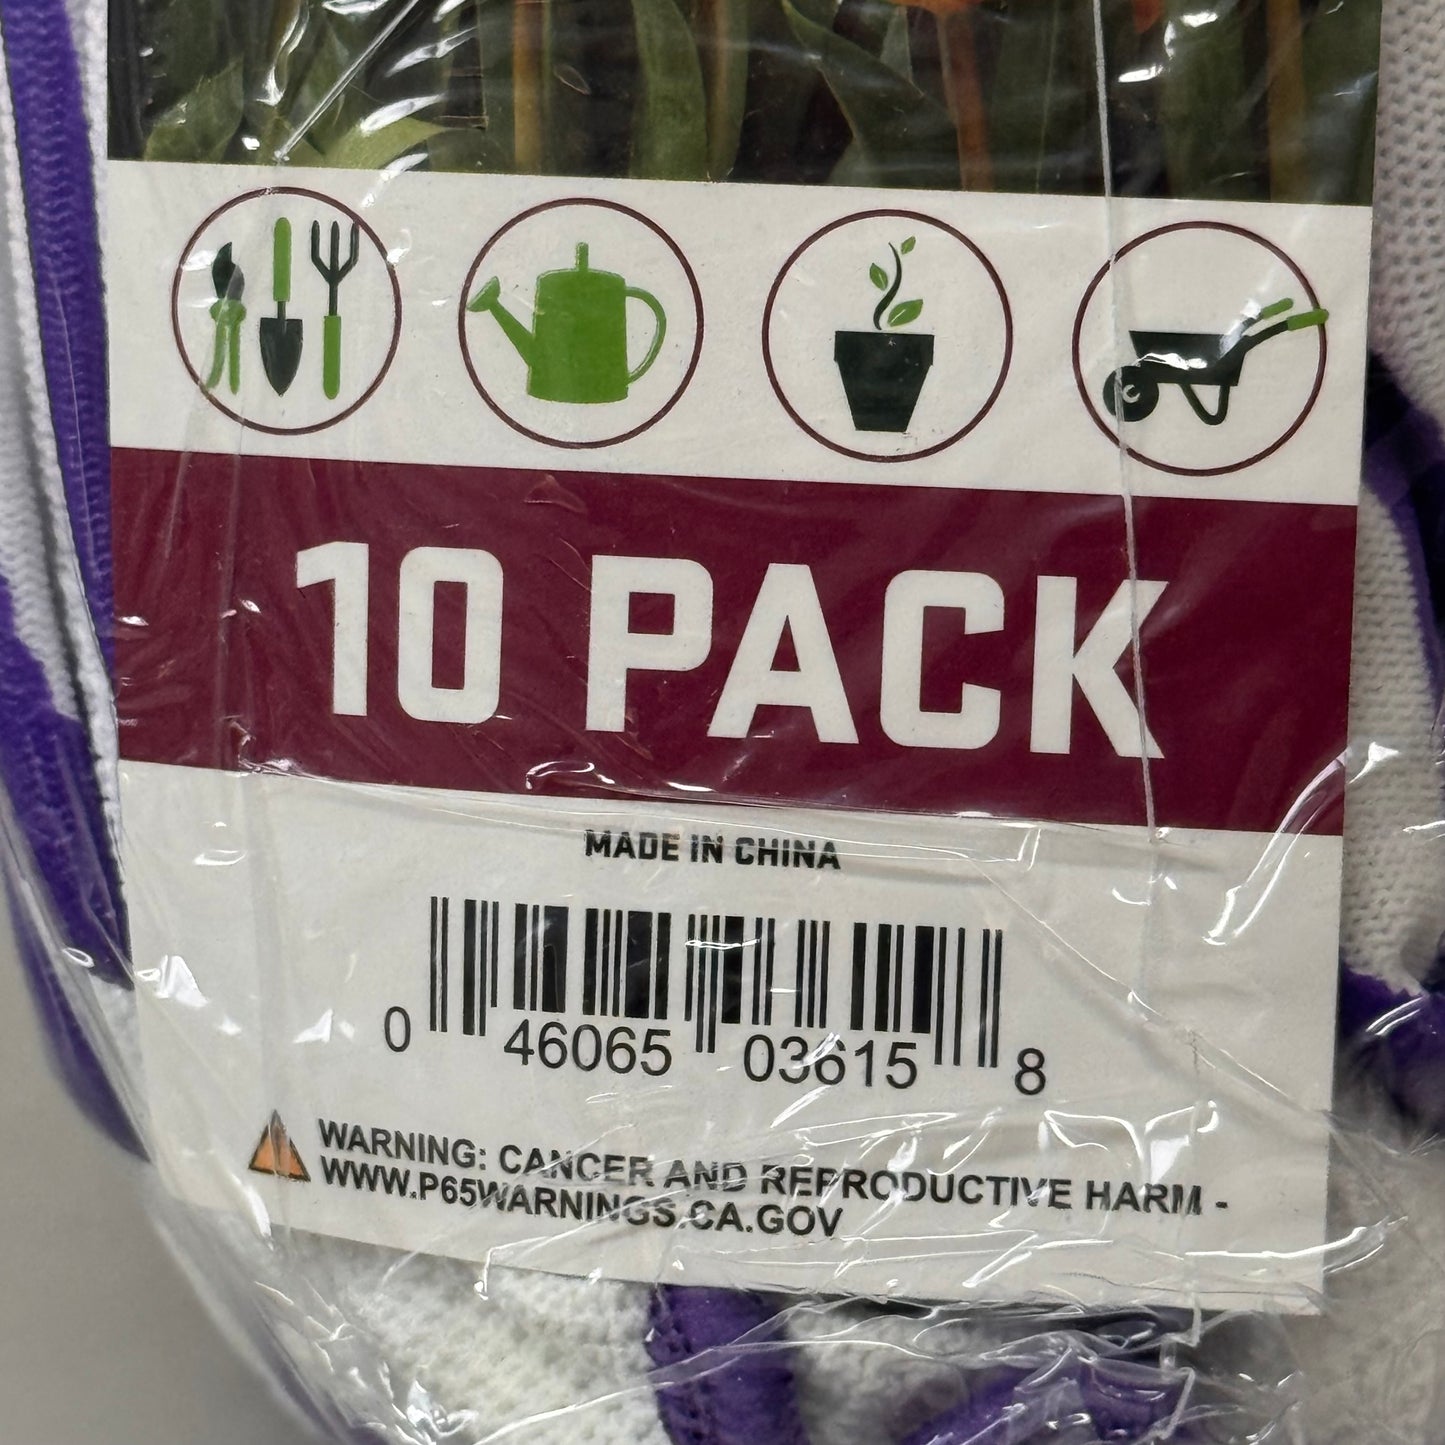 10 PACK
MADE IN CHINA
0 46065 03615 8
WARNING: CANCER AND REPRODUCTIVE HARM -
WWW.P65WARNINGS.CA.GOV